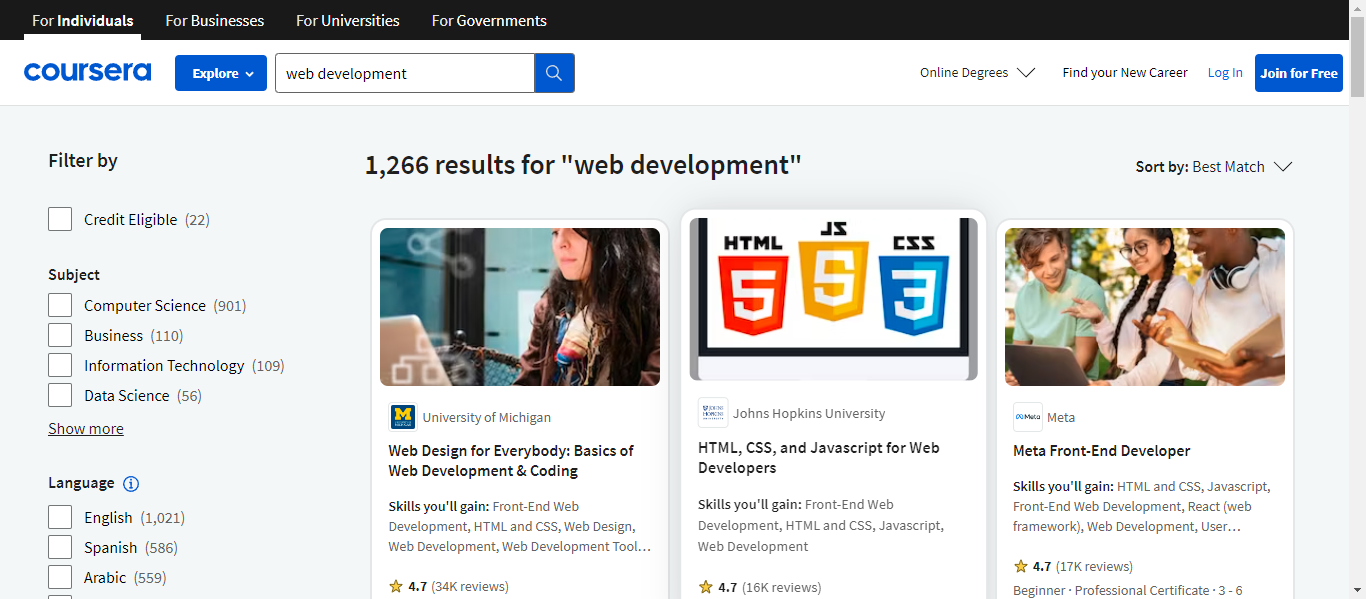 For Individuals
For Businesses
For Universities
For Governments
coursera
Explore
web development
Online Degrees
Find your New Career
Log In
Join for Free
Filter by
1,266 results for "web development"
Sort by: Best Match
Credit Eligible (22)
Subject
Computer Science (901)
Business (110)
Information Technology (109)
Data Science (56)
Show more
Language
English (1,021)
Spanish (586)
Arabic (559)
M
University of Michigan
Web Design for Everybody: Basics of
Web Development & Coding
Skills you'll gain: Front-End Web
Development, HTML and CSS, Web Design,
Web Development, Web Development Tool...
4.7 (34K reviews)
HTML
JS
CSS
5
5
3
JOHNS
HOPKINS
Johns Hopkins University
HTML, CSS, and Javascript for Web
Developers
Skills you'll gain: Front-End Web
Development, HTML and CSS, Javascript,
Web Development
4.7 (16K reviews)
Meta
Meta
Meta Front-End Developer
Skills you'll gain: HTML and CSS, Javascript,
Front-End Web Development, React (web
framework), Web Development, User...
4.7 (17K reviews)
Beginner · Professional Certificate · 3 - 6